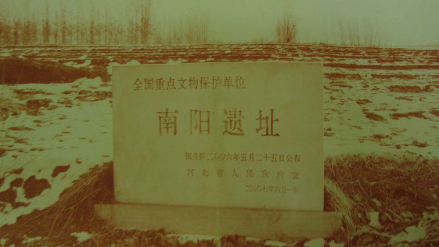 全国重点文物保护单位
南阳遗址
国务院二〇〇六年五月二十五日公布
河北省人民政府立